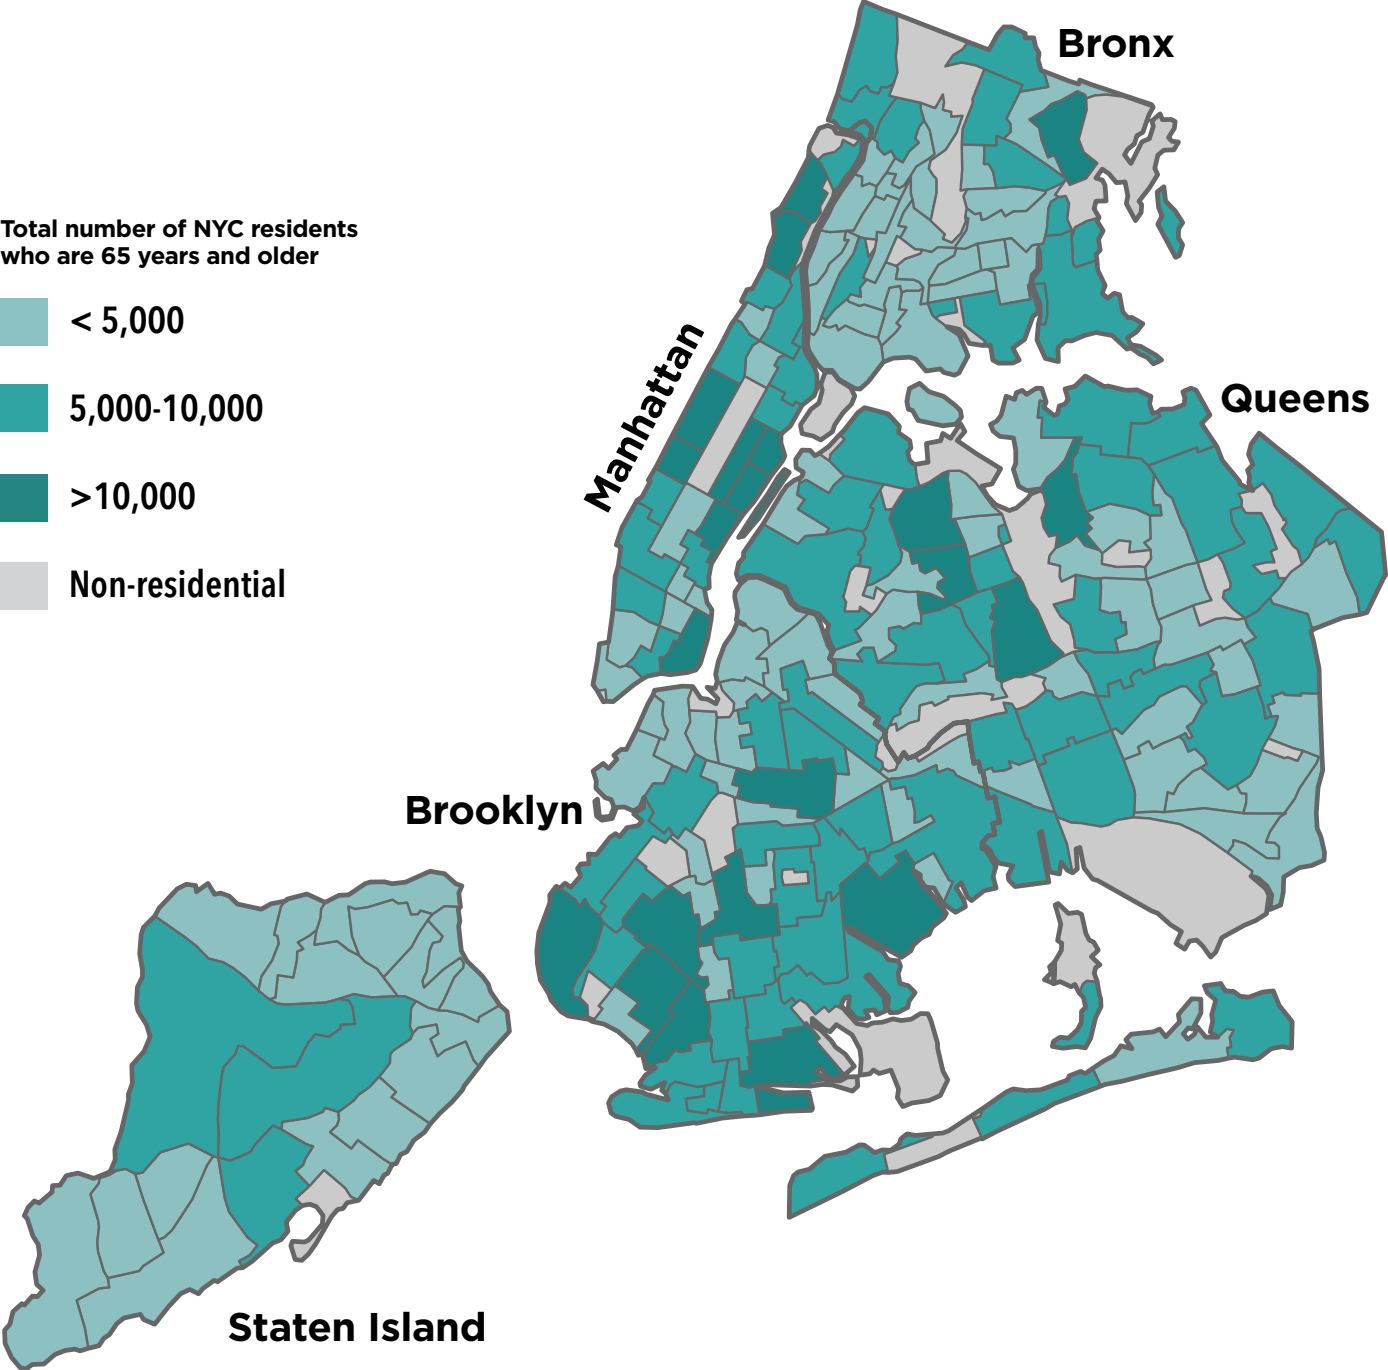 Bronx
Total number of NYC residents
who are 65 years and older
< 5,000
5,000-10,000
>10,000
Non-residential
Manhattan
Queens
Brooklyn
Staten Island